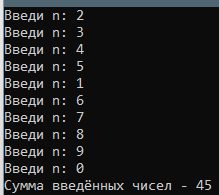 Введи n: 2
Введи n: 3
Введи n: 4
Введи n: 5
Введи n: 1
Введи n: 6
Введи n: 7
Введи n: 8
Введи n: 9
Введи n: 0
Сумма введённых чисел - 45